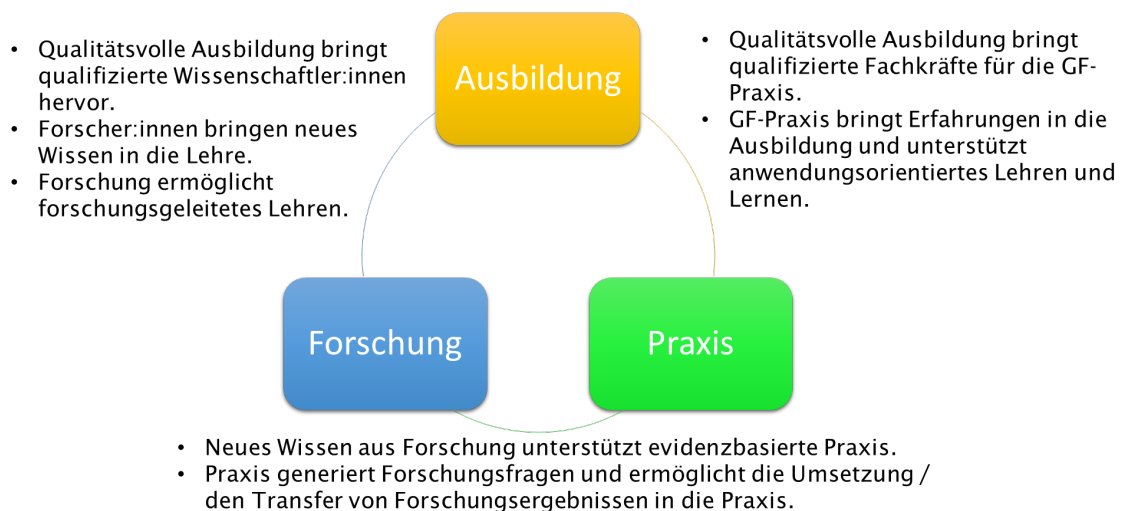 Ausbildung
• Qualitätsvolle Ausbildung bringt
qualifizierte Wissenschaftler:innen
hervor.
• Forscher:innen bringen neues
Wissen in die Lehre.
• Forschung ermöglicht
forschungsgeleitetes Lehren.
• Qualitätsvolle Ausbildung bringt
qualifizierte Fachkräfte für die GF-
Praxis.
• GF-Praxis bringt Erfahrungen in die
Ausbildung und unterstützt
anwendungsorientiertes Lehren und
Lernen.
Forschung
Praxis
• Neues Wissen aus Forschung unterstützt evidenzbasierte Praxis.
• Praxis generiert Forschungsfragen und ermöglicht die Umsetzung /
den Transfer von Forschungsergebnissen in die Praxis.